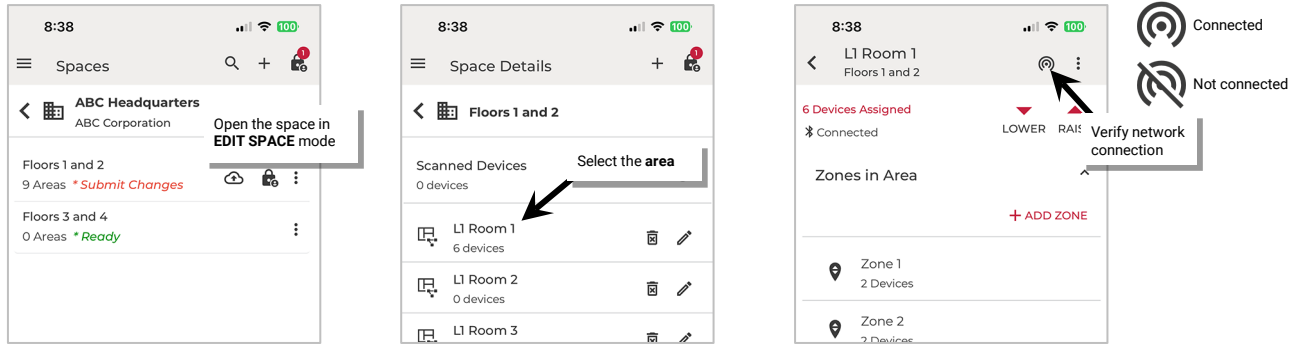 8:38
100
1
Spaces
ABC Headquarters
ABC Corporation
Open the space in
EDIT SPACE mode
Floors 1 and 2
9 Areas * Submit Changes
Floors 3 and 4
0 Areas * Ready
8:38
100
1
Space Details
Floors 1 and 2
Scanned Devices
0 devices
Select the area
L1 Room 1
6 devices
L1 Room 2
0 devices
L1 Room 3
8:38
100
L1 Room 1
Floors 1 and 2
6 Devices Assigned
Connected
LOWER
Verify network
connection
Zones in Area
+ ADD ZONE
Zone 1
2 Devices
Zone 2
2 Devices
Connected
Not connected